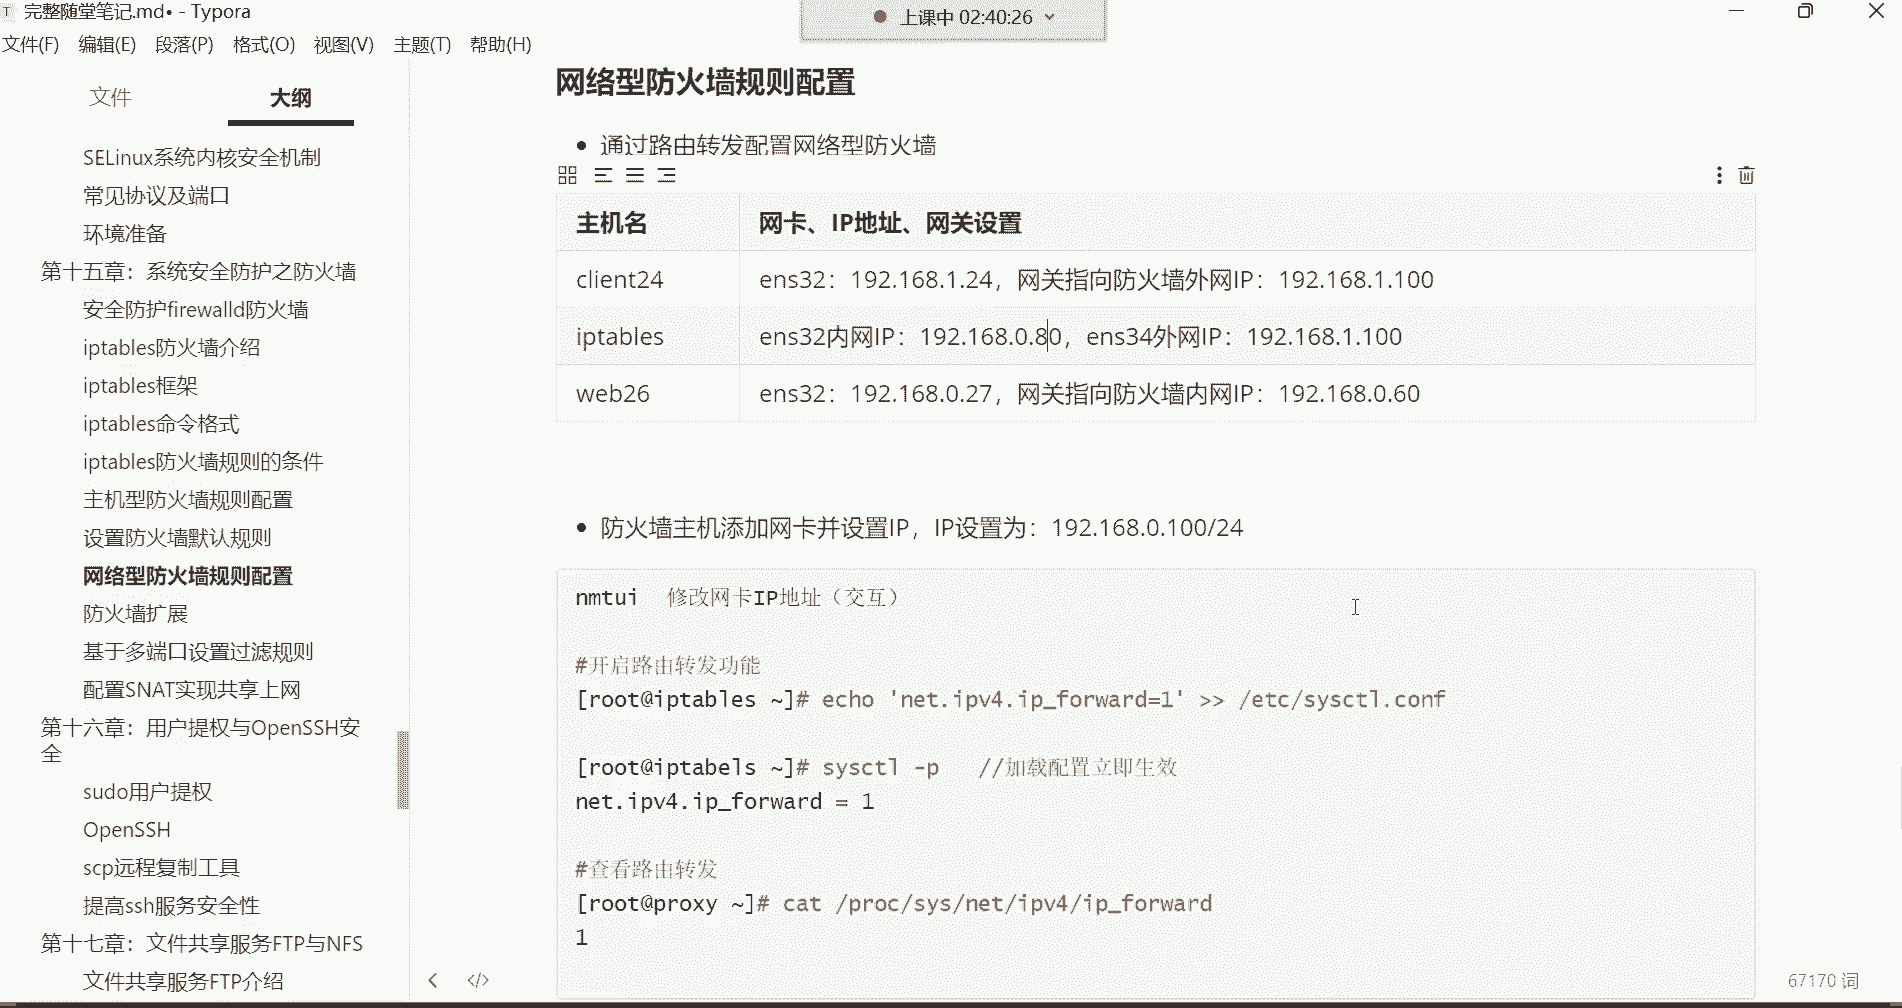 完整随堂笔记.md• - Typora
上课中 02:40:26
文件(F) 编辑(E) 段落(P) 格式(O) 视图(V) 主题(T) 帮助(H)
文件 大纲
SELinux系统内核安全机制
常见协议及端口
环境准备
第十五章：系统安全防护之防火墙
安全防护firewalld防火墙
iptables防火墙介绍
iptables框架
iptables命令格式
iptables防火墙规则的条件
主机型防火墙规则配置
设置防火墙默认规则
网络型防火墙规则配置
防火墙扩展
基于多端口设置过滤规则
配置SNAT实现共享上网
第十六章：用户提权与OpenSSH安
全
sudo用户提权
OpenSSH
scp远程复制工具
提高ssh服务安全性
第十七章：文件共享服务FTP与NFS
文件共享服务FTP介绍
网络型防火墙规则配置
通过路由转发配置网络型防火墙
主机名 网卡、IP地址、网关设置
client24 ens32：192.168.1.24，网关指向防火墙外网IP：192.168.1.100
iptables ens32内网IP：192.168.0.80，ens34外网IP：192.168.1.100
web26 ens32：192.168.0.27，网关指向防火墙内网IP：192.168.0.60
防火墙主机添加网卡并设置IP，IP设置为：192.168.0.100/24
nmtui 修改网卡IP地址（交互）
#开启路由转发功能
[root@iptables ~]# echo 'net.ipv4.ip_forward=1' >> /etc/sysctl.conf
[root@iptabels ~]# sysctl -p //加载配置立即生效
net.ipv4.ip_forward = 1
#查看路由转发
[root@proxy ~]# cat /proc/sys/net/ipv4/ip_forward
1
67170 词